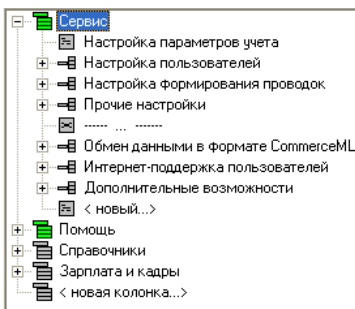 Сервис
Настройка параметров учета
Настройка пользователей
Настройка формирования проводок
Прочие настройки
------ ... -------
Обмен данными в формате CommerceML
Интернет-поддержка пользователей
Дополнительные возможности
< новый...>
Помощь
Справочники
Зарплата и кадры
< новая колонка...>